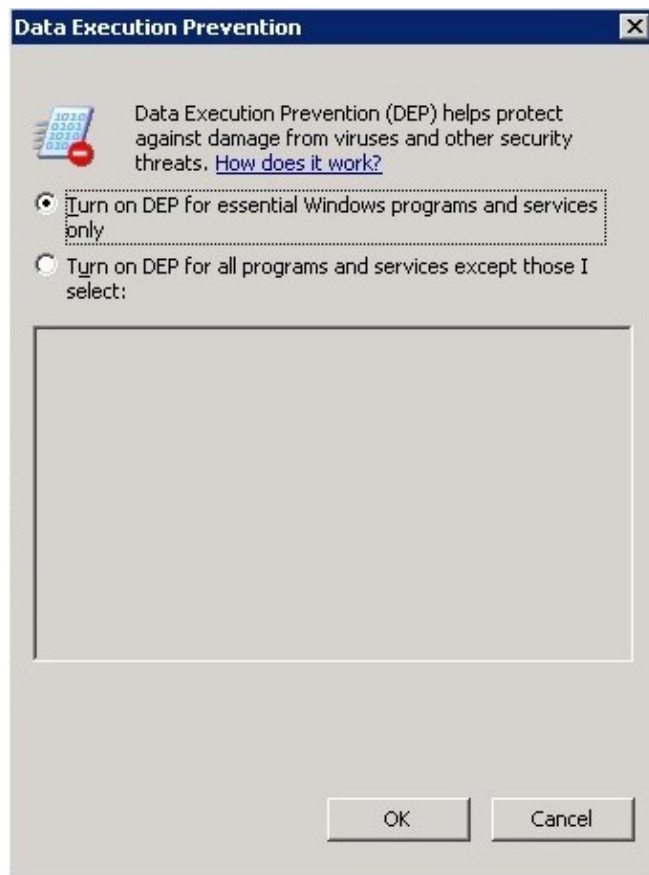 Data Execution Prevention
Data Execution Prevention (DEP) helps protect
against damage from viruses and other security
threats. How does it work?
Turn on DEP for essential Windows programs and services
only
Turn on DEP for all programs and services except those I
select:
OK
Cancel